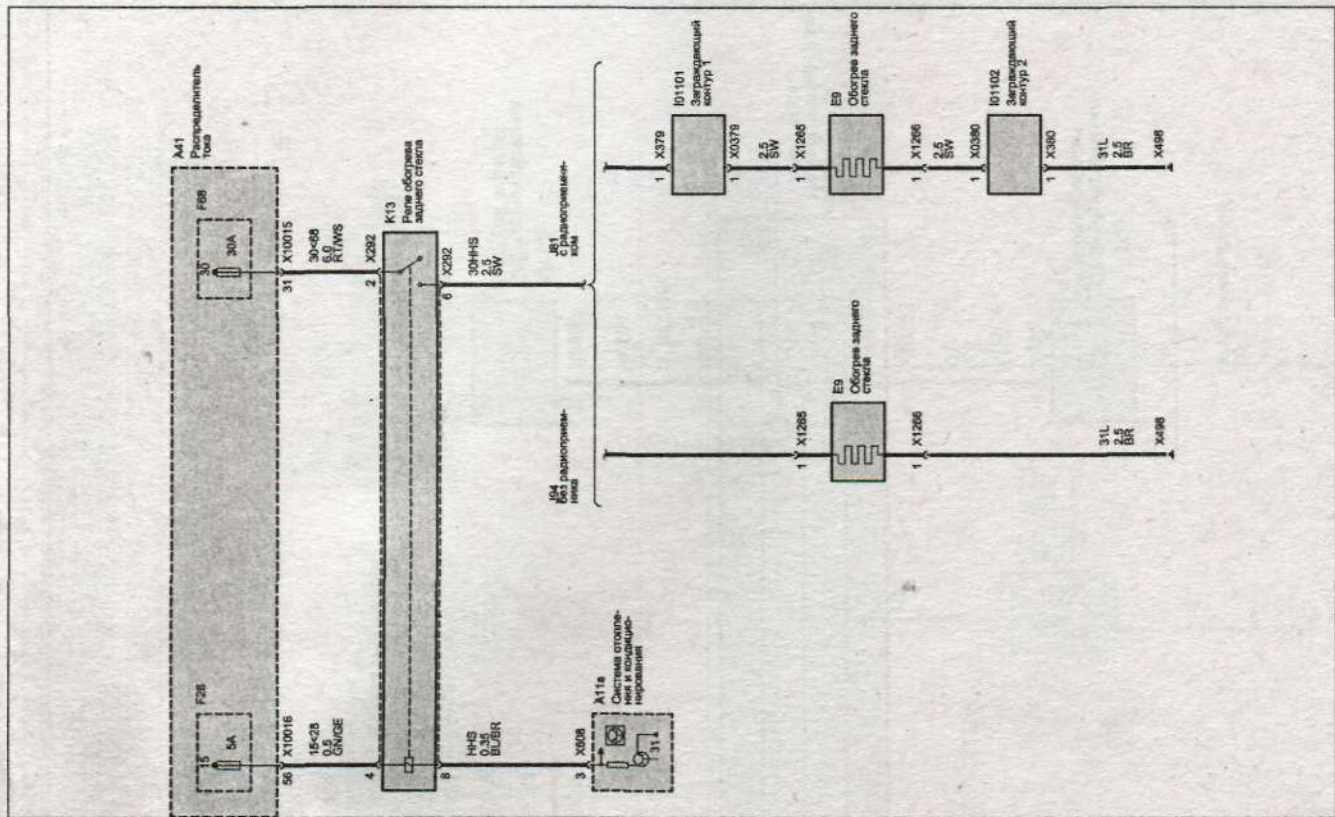 A41
Распределитель
тока
F28
15
5А
F68
30
30А
56
X10016
31
X10015
15<28
0.5
GN/GE
30<68
6.0
RT/WS
4
2
X292
K13
Реле обогрева
заднего стекла
8
6
X292
HHS
0.35
BL/BR
30HHS
2.5
SW
3
X608
A11a
Система отопле-
ния и кондицио-
нирования
31
J94
без радиоприем-
ника
J81
с радиоприемни-
ком
1
X1265
E9
Обогрев заднего
стекла
1
X1266
31L
2.5
BR
X498
1
X379
I01101
Заграждающий
контур 1
1
X0379
2.5
SW
1
X1265
E9
Обогрев заднего
стекла
1
X1266
2.5
SW
1
X0380
I01102
Заграждающий
контур 2
1
X380
31L
2.5
BR
X498